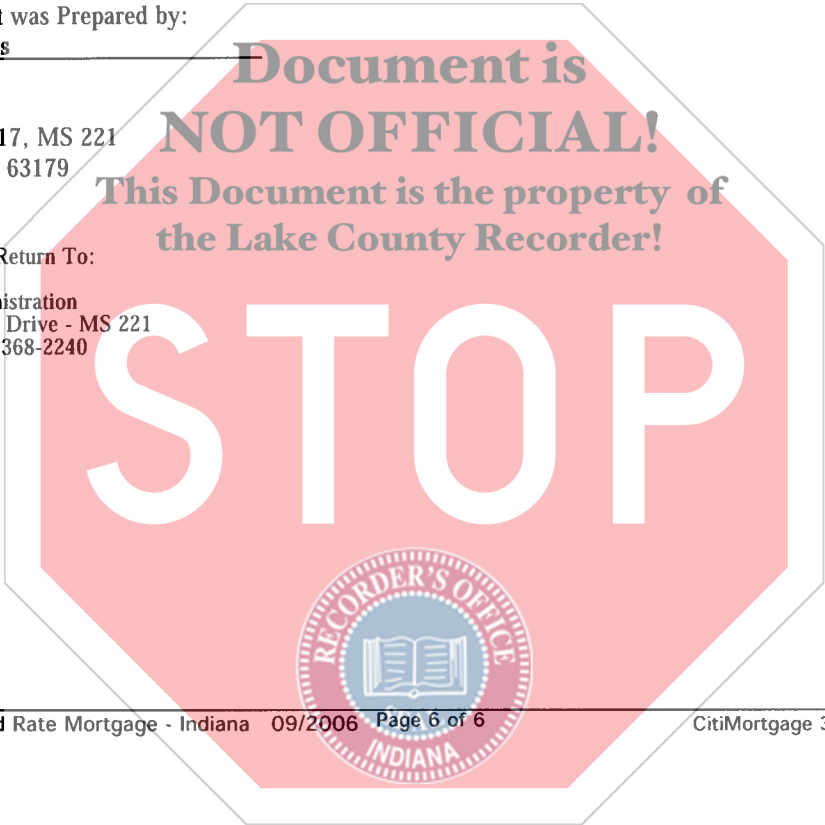 t was Prepared by:
s
Document is
NOT OFFICIAL!
17, MS 221
63179
This Document is the property of
the Lake County Recorder!
Return To:
istration
Drive - MS 221
368-2240
STOP
RECORDER'S OFFICE
INDIANA
d Rate Mortgage - Indiana 09/2006 Page 6 of 6
CitiMortgage 3